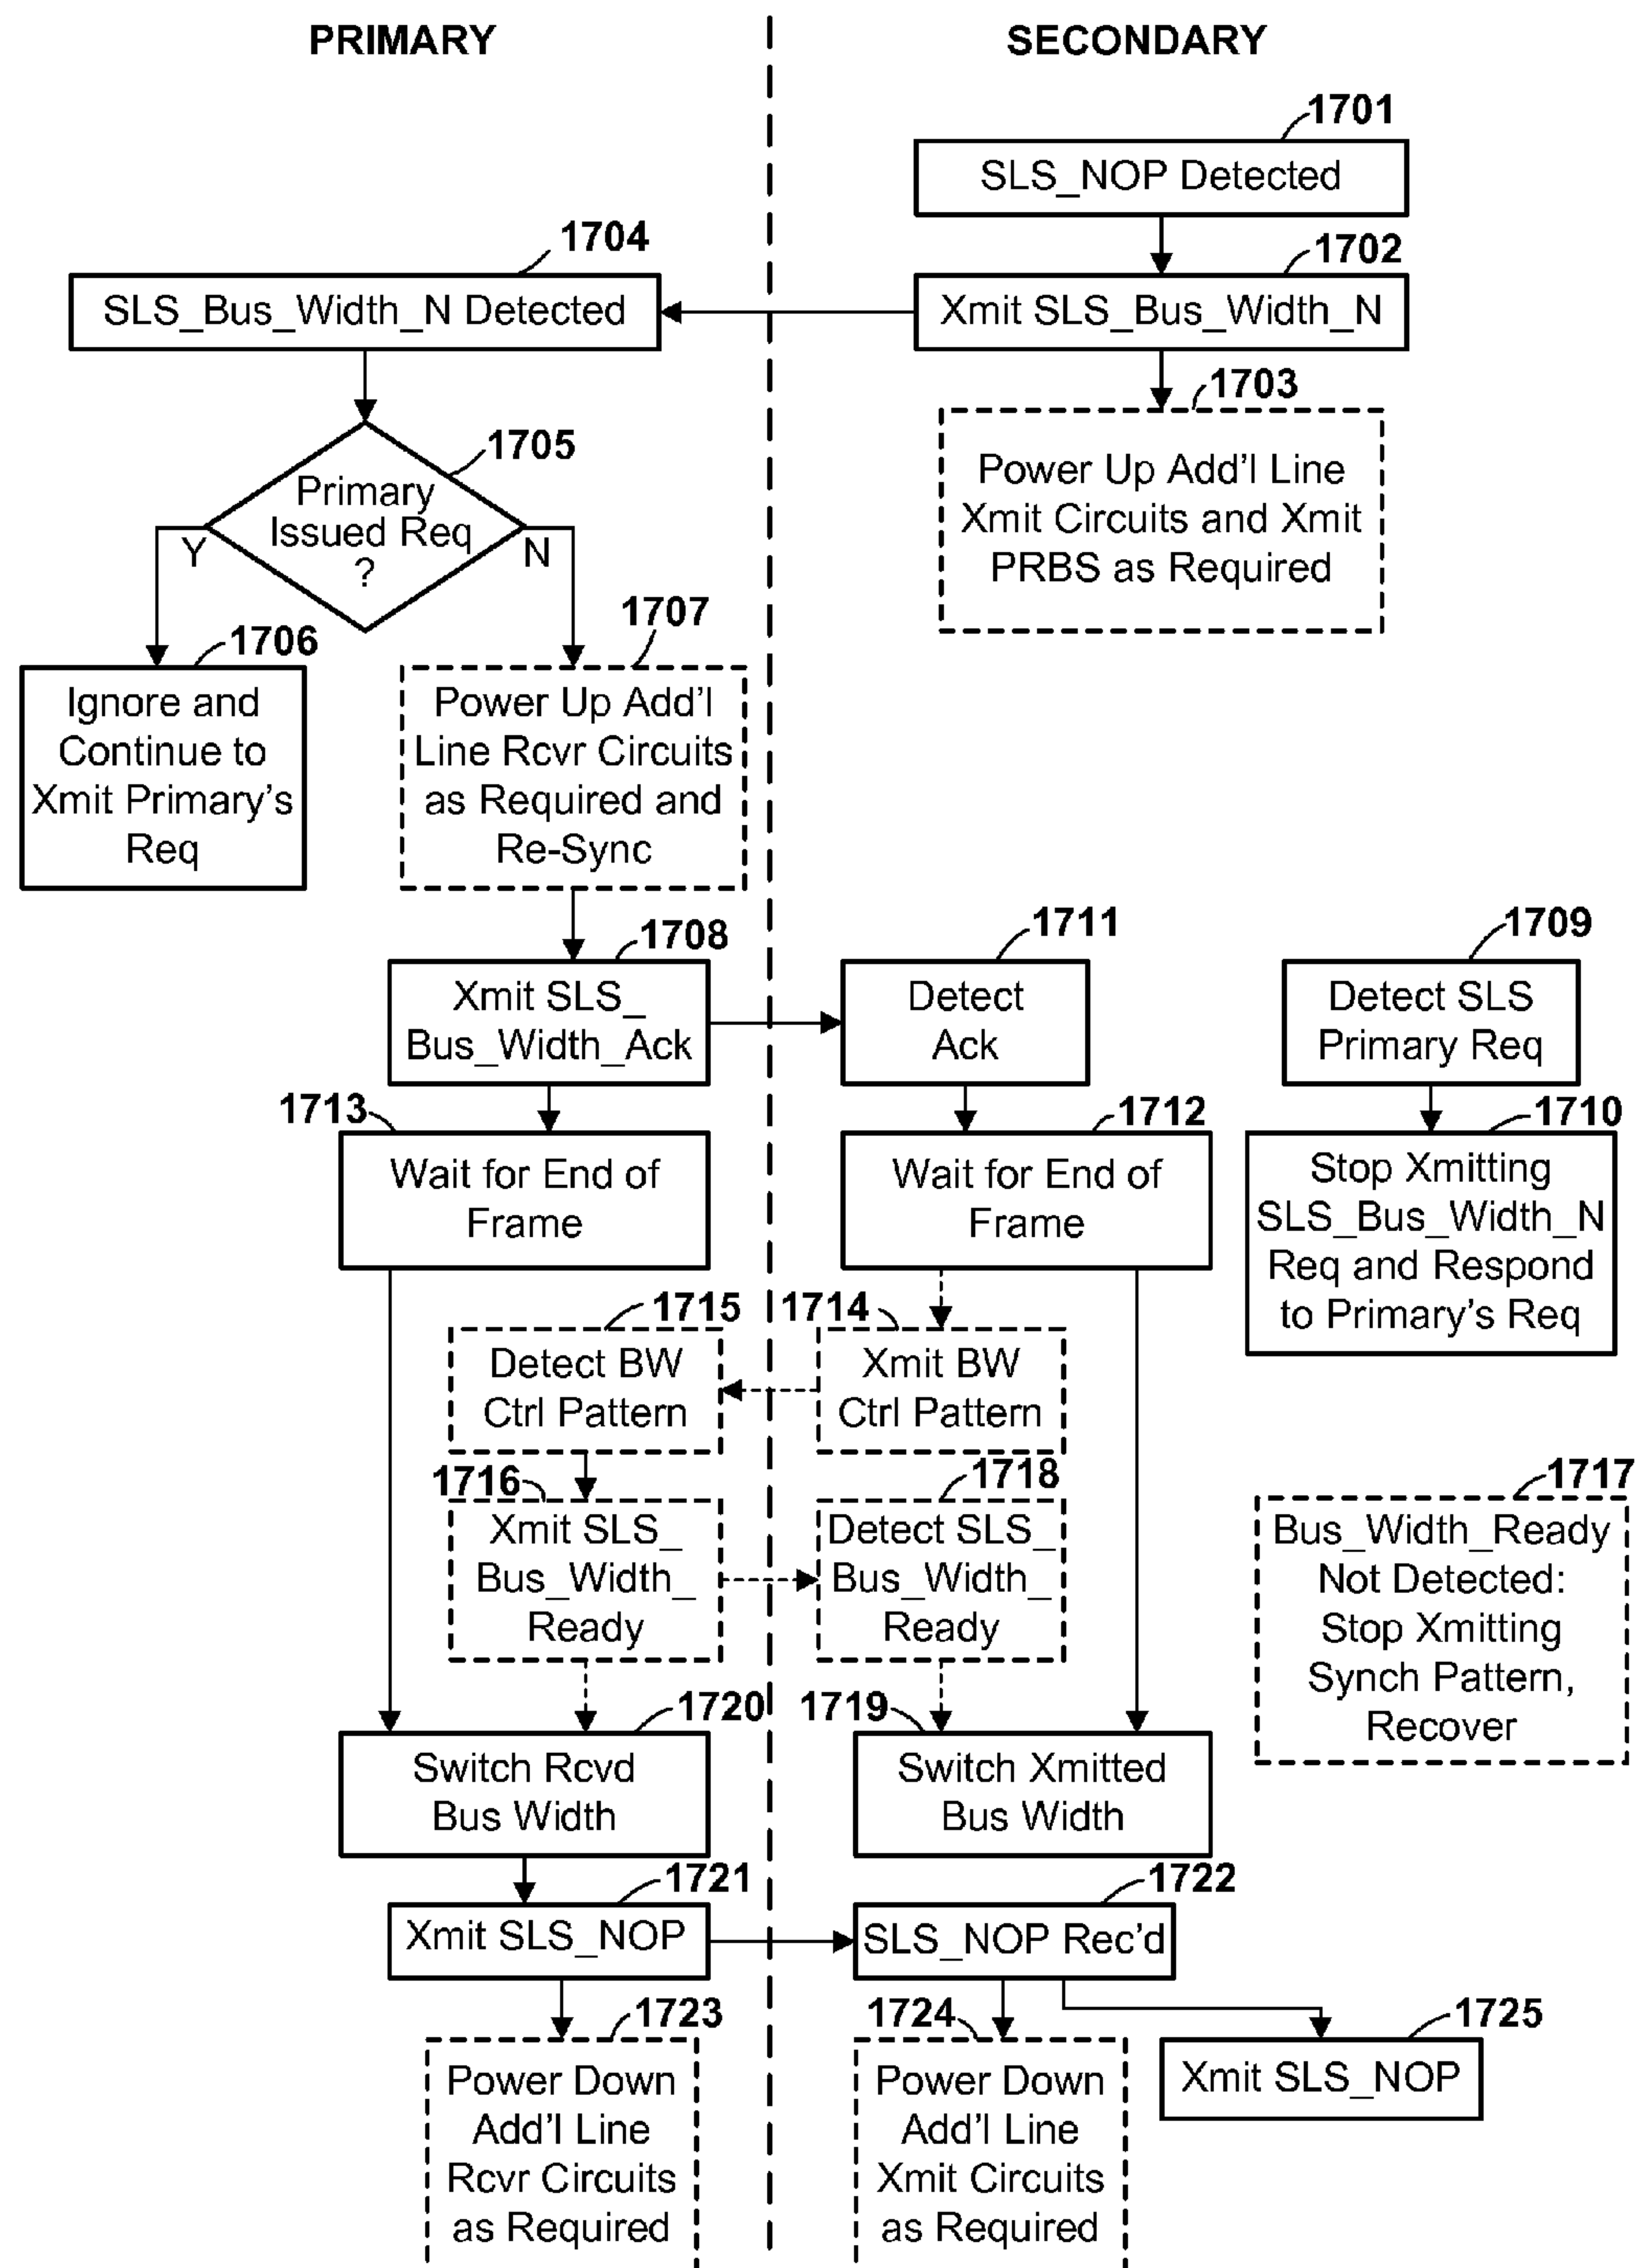 PRIMARY
SECONDARY
1701
SLS_NOP Detected
1704
1702
SLS_Bus_Width_N Detected
Xmit SLS_Bus_Width_N
1703
Power Up Add'l Line
Xmit Circuits and Xmit
PRBS as Required
1705
Primary
Issued Req
?
Y
N
1706
Ignore and
Continue to
Xmit Primary's
Req
1707
Power Up Add'l
Line Rcvr Circuits
as Required and
Re-Sync
1708
Xmit SLS_
Bus_Width_Ack
1711
Detect
Ack
1709
Detect SLS
Primary Req
1713
Wait for End of
Frame
1712
Wait for End of
Frame
1710
Stop Xmitting
SLS_Bus_Width_N
Req and Respond
to Primary's Req
1715
Detect BW
Ctrl Pattern
1714
Xmit BW
Ctrl Pattern
1716
Xmit SLS_
Bus_Width_
Ready
1718
Detect SLS_
Bus_Width_
Ready
1717
Bus_Width_Ready
Not Detected:
Stop Xmitting
Synch Pattern,
Recover
1720
Switch Rcvd
Bus Width
1719
Switch Xmitted
Bus Width
1721
Xmit SLS_NOP
1722
SLS_NOP Rec'd
1723
Power Down
Add'l Line
Rcvr Circuits
as Required
1724
Power Down
Add'l Line
Xmit Circuits
as Required
1725
Xmit SLS_NOP